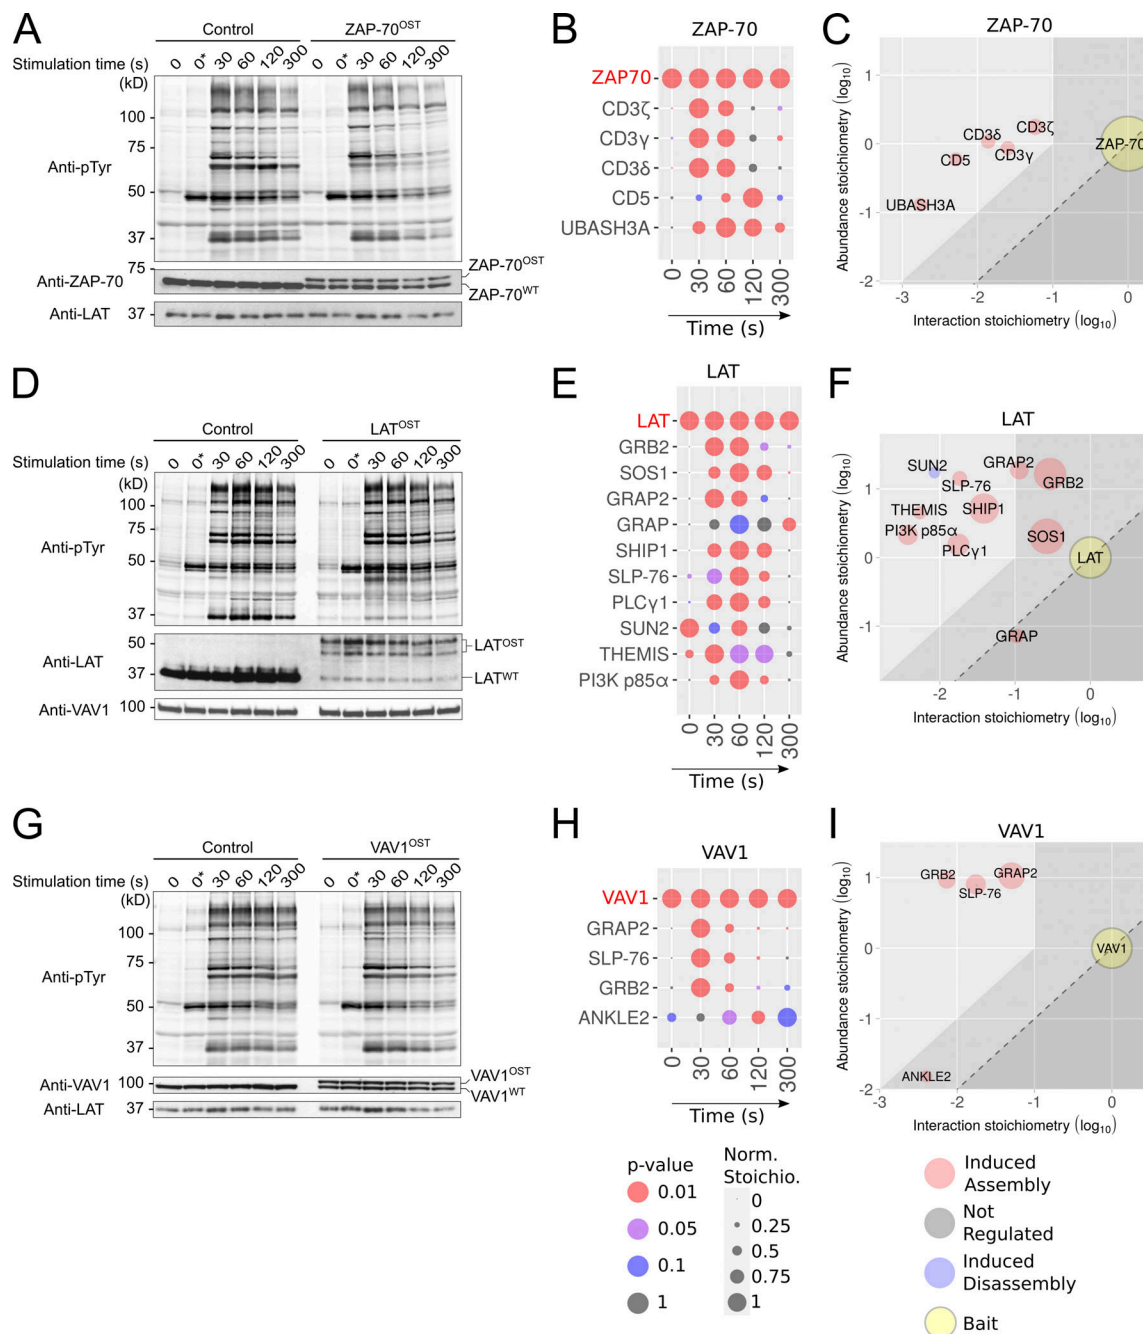 A
Control
ZAP-70OST
Stimulation time (s)
0 0* 30 60 120 300 0 0* 30 60 120 300
(kD)
100
Anti-pTyr
50
37
75
ZAP-70OST
Anti-ZAP-70
ZAP-70WT
Anti-LAT
37
B
ZAP-70
ZAP70
CD3ζ
CD3γ
CD3δ
CD5
UBASH3A
0 30 60 120 300
Time (s)
C
ZAP-70
Abundance stoichiometry (log10)
1
0
-1
-2
CD3δ
CD3ζ
CD5
CD3γ
ZAP-70
UBASH3A
-3 -2 -1 0
Interaction stoichiometry (log10)
D
Control
LATOST
Stimulation time (s)
0 0* 30 60 120 300 0 0* 30 60 120 300
(kD)
100
Anti-pTyr
50
37
50
LATOST
Anti-LAT
37
LATWT
Anti-VAV1
100
E
LAT
LAT
GRB2
SOS1
GRAP2
GRAP
SHIP1
SLP-76
PLCγ1
SUN2
THEMIS
PI3K p85α
0 30 60 120 300
Time (s)
F
LAT
Abundance stoichiometry (log10)
1
0
-1
SUN2
GRAP2
SLP-76
GRB2
THEMIS
SHIP1
PI3K p85α
PLCγ1
SOS1
LAT
GRAP
-2 -1 0
Interaction stoichiometry (log10)
G
Control
VAV1OST
Stimulation time (s)
0 0* 30 60 120 300 0 0* 30 60 120 300
(kD)
100
Anti-pTyr
50
37
Anti-VAV1
100
VAV1OST
VAV1WT
Anti-LAT
37
H
VAV1
VAV1
GRAP2
SLP-76
GRB2
ANKLE2
0 30 60 120 300
Time (s)
p-value
0.01
0.05
0.1
1
Norm.
Stoichio.
0
0.25
0.5
0.75
1
I
VAV1
Abundance stoichiometry (log10)
1
0
-1
-2
GRB2
GRAP2
SLP-76
VAV1
ANKLE2
-3 -2 -1 0
Interaction stoichiometry (log10)
Induced
Assembly
Not
Regulated
Induced
Disassembly
Bait